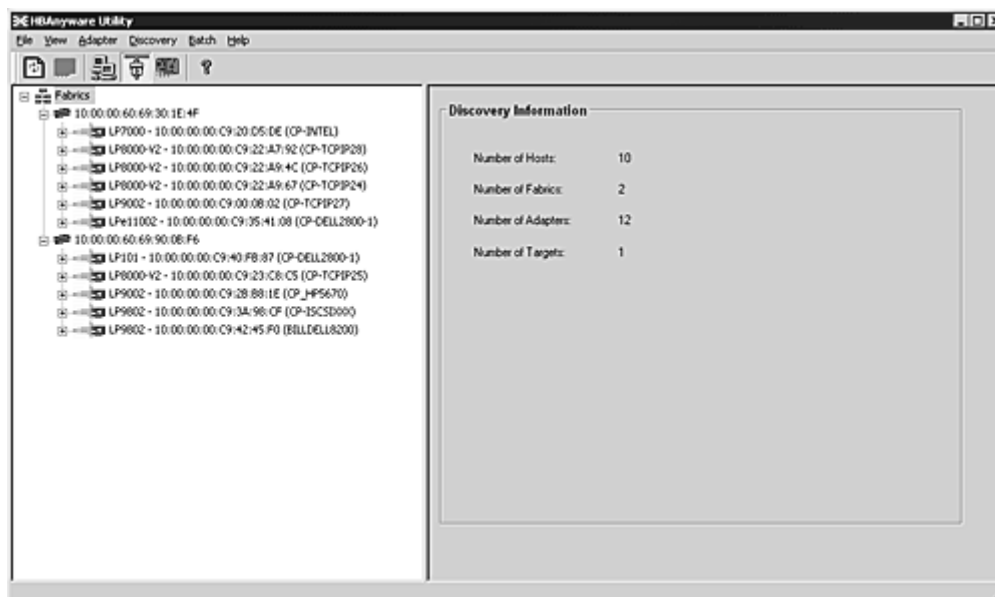 HBAnyware Utility
File View Adapter Discovery Batch Help
Fabrics
10:00:00:60:69:30:1E:4F
LP7000 - 10:00:00:00:C9:20:D5:DE (CP-INTEL)
LP8000-V2 - 10:00:00:00:C9:22:A7:92 (CP-TCPIP28)
LP8000-V2 - 10:00:00:00:C9:22:A9:4C (CP-TCPIP26)
LP8000-V2 - 10:00:00:00:C9:22:A9:67 (CP-TCPIP24)
LP9002 - 10:00:00:00:C9:00:08:02 (CP-TCPIP27)
LPe11002 - 10:00:00:00:C9:35:41:08 (CP-DELL2800-1)
10:00:00:60:69:90:0B:F6
LP101 - 10:00:00:00:C9:40:FB:87 (CP-DELL2800-1)
LP8000-V2 - 10:00:00:00:C9:23:C8:C5 (CP-TCPIP25)
LP9002 - 10:00:00:00:C9:28:88:1E (CP_HP5670)
LP9802 - 10:00:00:00:C9:3A:98:CF (CP-ISCSIXXX)
LP9802 - 10:00:00:00:C9:42:45:F0 (BILLDELL8200)
Discovery Information
Number of Hosts: 10
Number of Fabrics: 2
Number of Adapters: 12
Number of Targets: 1